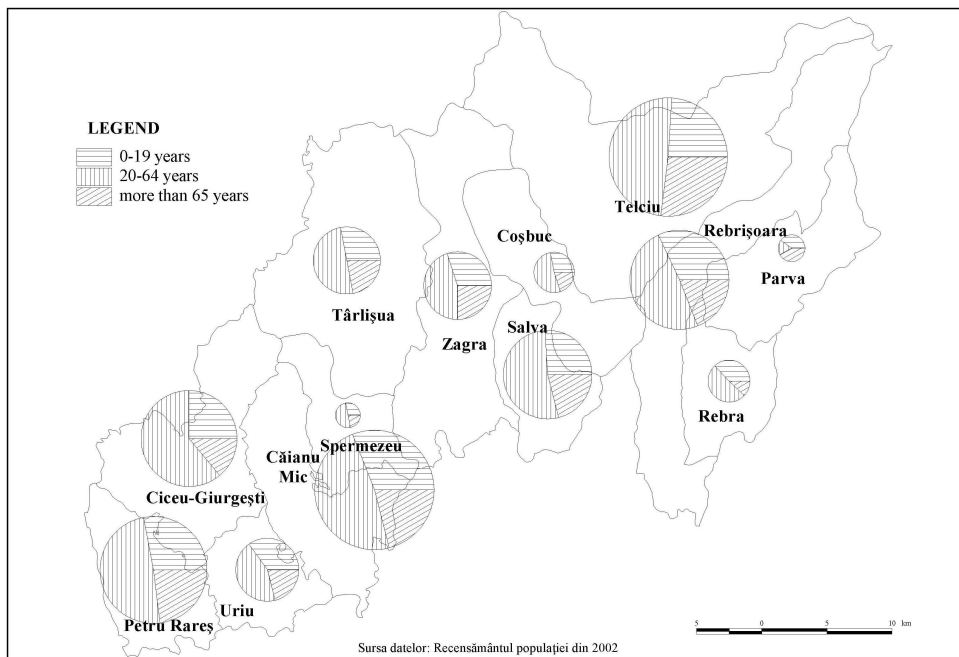 LEGEND
0-19 years
20-64 years
more than 65 years
Telciu
Rebrişoara
Coşbuc
Parva
Târlişua
Zagra
Salva
Rebra
Spermezeu
Căianu
Mic
Ciceu-Giurgeşti
Uriu
Petru Rareş
5 0 5 10 km
Sursa datelor: Recensământul populaţiei din 2002